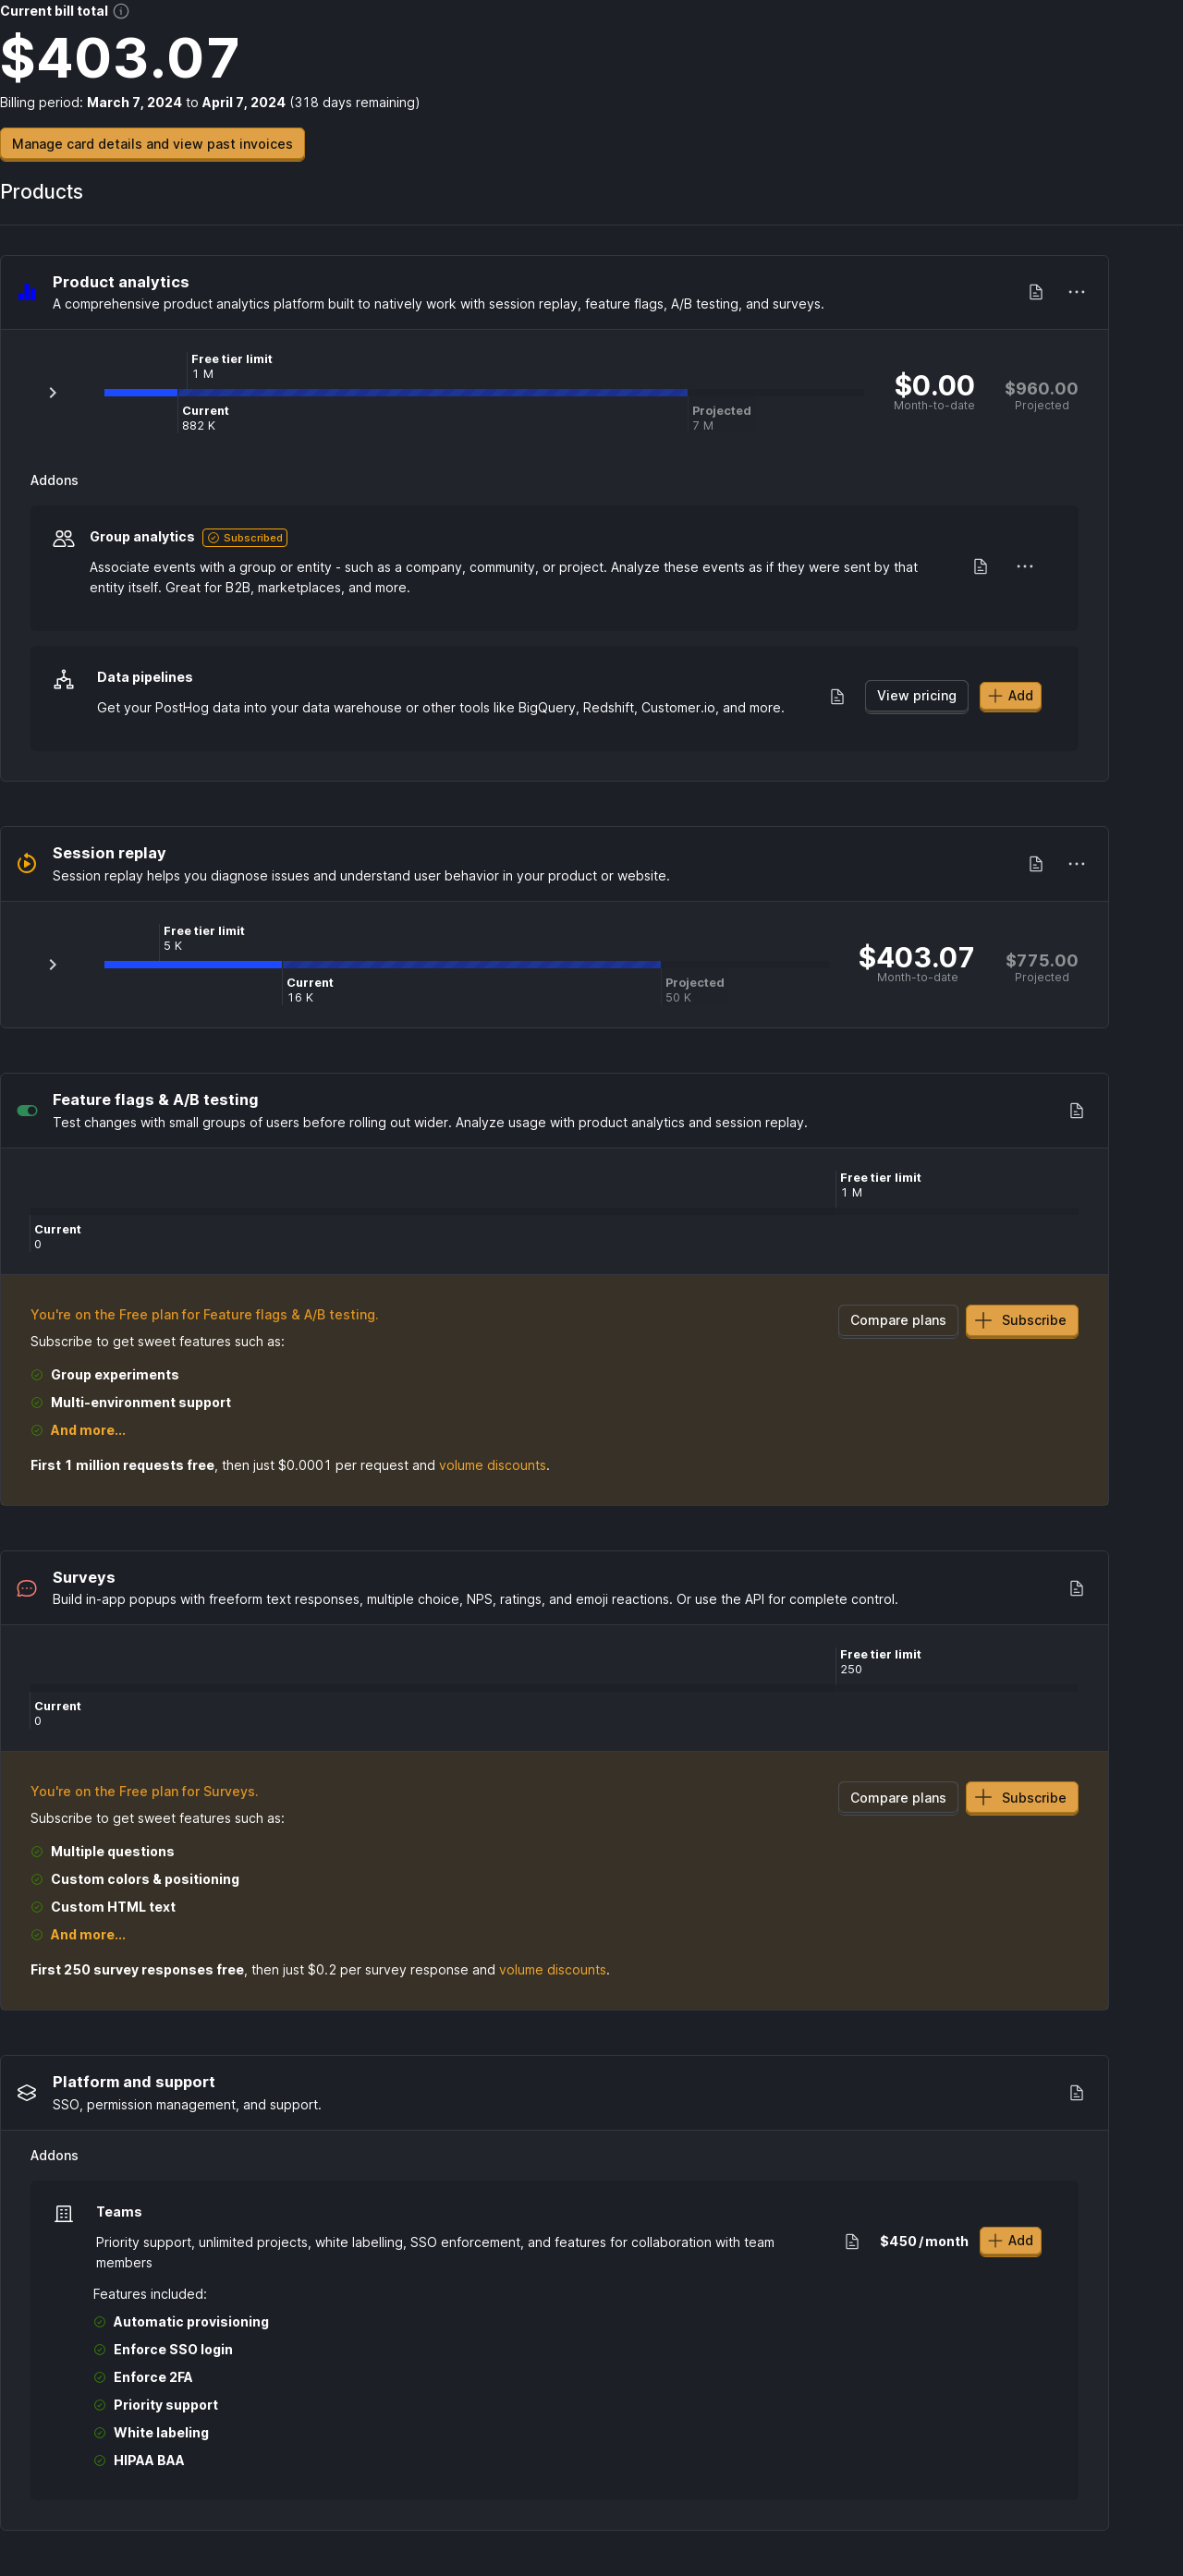 Current bill total
$403.07
Billing period: March 7, 2024 to April 7, 2024 (318 days remaining)
Manage card details and view past invoices
Products
Product analytics
A comprehensive product analytics platform built to natively work with session replay, feature flags, A/B testing, and surveys.
Free tier limit
1 M
Current
882 K
Projected
7 M
$0.00
Month-to-date
$960.00
Projected
Addons
Group analytics Subscribed
Associate events with a group or entity - such as a company, community, or project. Analyze these events as if they were sent by that
entity itself. Great for B2B, marketplaces, and more.
Data pipelines
Get your PostHog data into your data warehouse or other tools like BigQuery, Redshift, Customer.io, and more.
View pricing
Add
Session replay
Session replay helps you diagnose issues and understand user behavior in your product or website.
Free tier limit
5 K
Current
16 K
Projected
50 K
$403.07
Month-to-date
$775.00
Projected
Feature flags & A/B testing
Test changes with small groups of users before rolling out wider. Analyze usage with product analytics and session replay.
Free tier limit
1 M
Current
0
You're on the Free plan for Feature flags & A/B testing.
Subscribe to get sweet features such as:
Compare plans
Subscribe
Group experiments
Multi-environment support
And more...
First 1 million requests free, then just $0.0001 per request and volume discounts.
Surveys
Build in-app popups with freeform text responses, multiple choice, NPS, ratings, and emoji reactions. Or use the API for complete control.
Free tier limit
250
Current
0
You're on the Free plan for Surveys.
Subscribe to get sweet features such as:
Compare plans
Subscribe
Multiple questions
Custom colors & positioning
Custom HTML text
And more...
First 250 survey responses free, then just $0.2 per survey response and volume discounts.
Platform and support
SSO, permission management, and support.
Addons
Teams
Priority support, unlimited projects, white labelling, SSO enforcement, and features for collaboration with team
members
$450/month
Add
Features included:
Automatic provisioning
Enforce SSO login
Enforce 2FA
Priority support
White labeling
HIPAA BAA